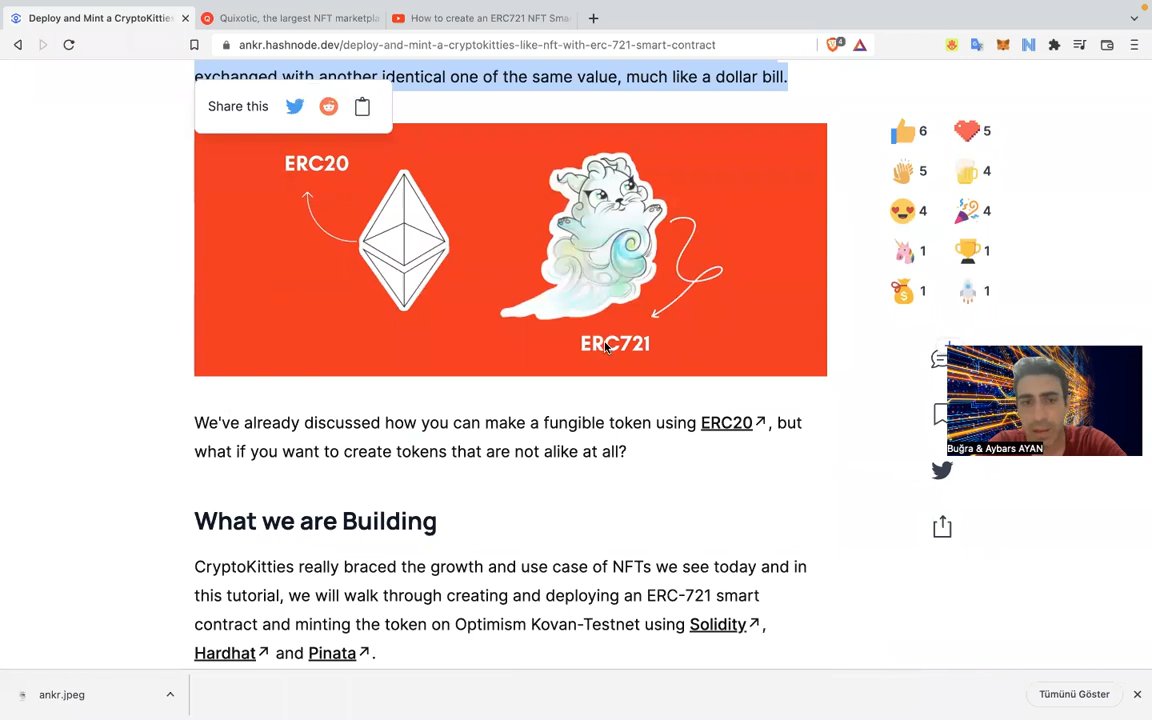 Deploy and Mint a CryptoKitties
Quixotic, the largest NFT marketpla
How to create an ERC721 NFT Sma
ankr.hashnode.dev/deploy-and-mint-a-cryptokitties-like-nft-with-erc-721-smart-contract
4
exchanged with another identical one of the same value, much like a dollar bill.
Share this
ERC20
ERC721
6
5
5
4
4
4
1
1
1
1
We've already discussed how you can make a fungible token using ERC20, but
what if you want to create tokens that are not alike at all?
What we are Building
CryptoKitties really braced the growth and use case of NFTs we see today and in
this tutorial, we will walk through creating and deploying an ERC-721 smart
contract and minting the token on Optimism Kovan-Testnet using Solidity,
Hardhat and Pinata.
Buğra & Aybars AYAN
ankr.jpeg
Tümünü Göster